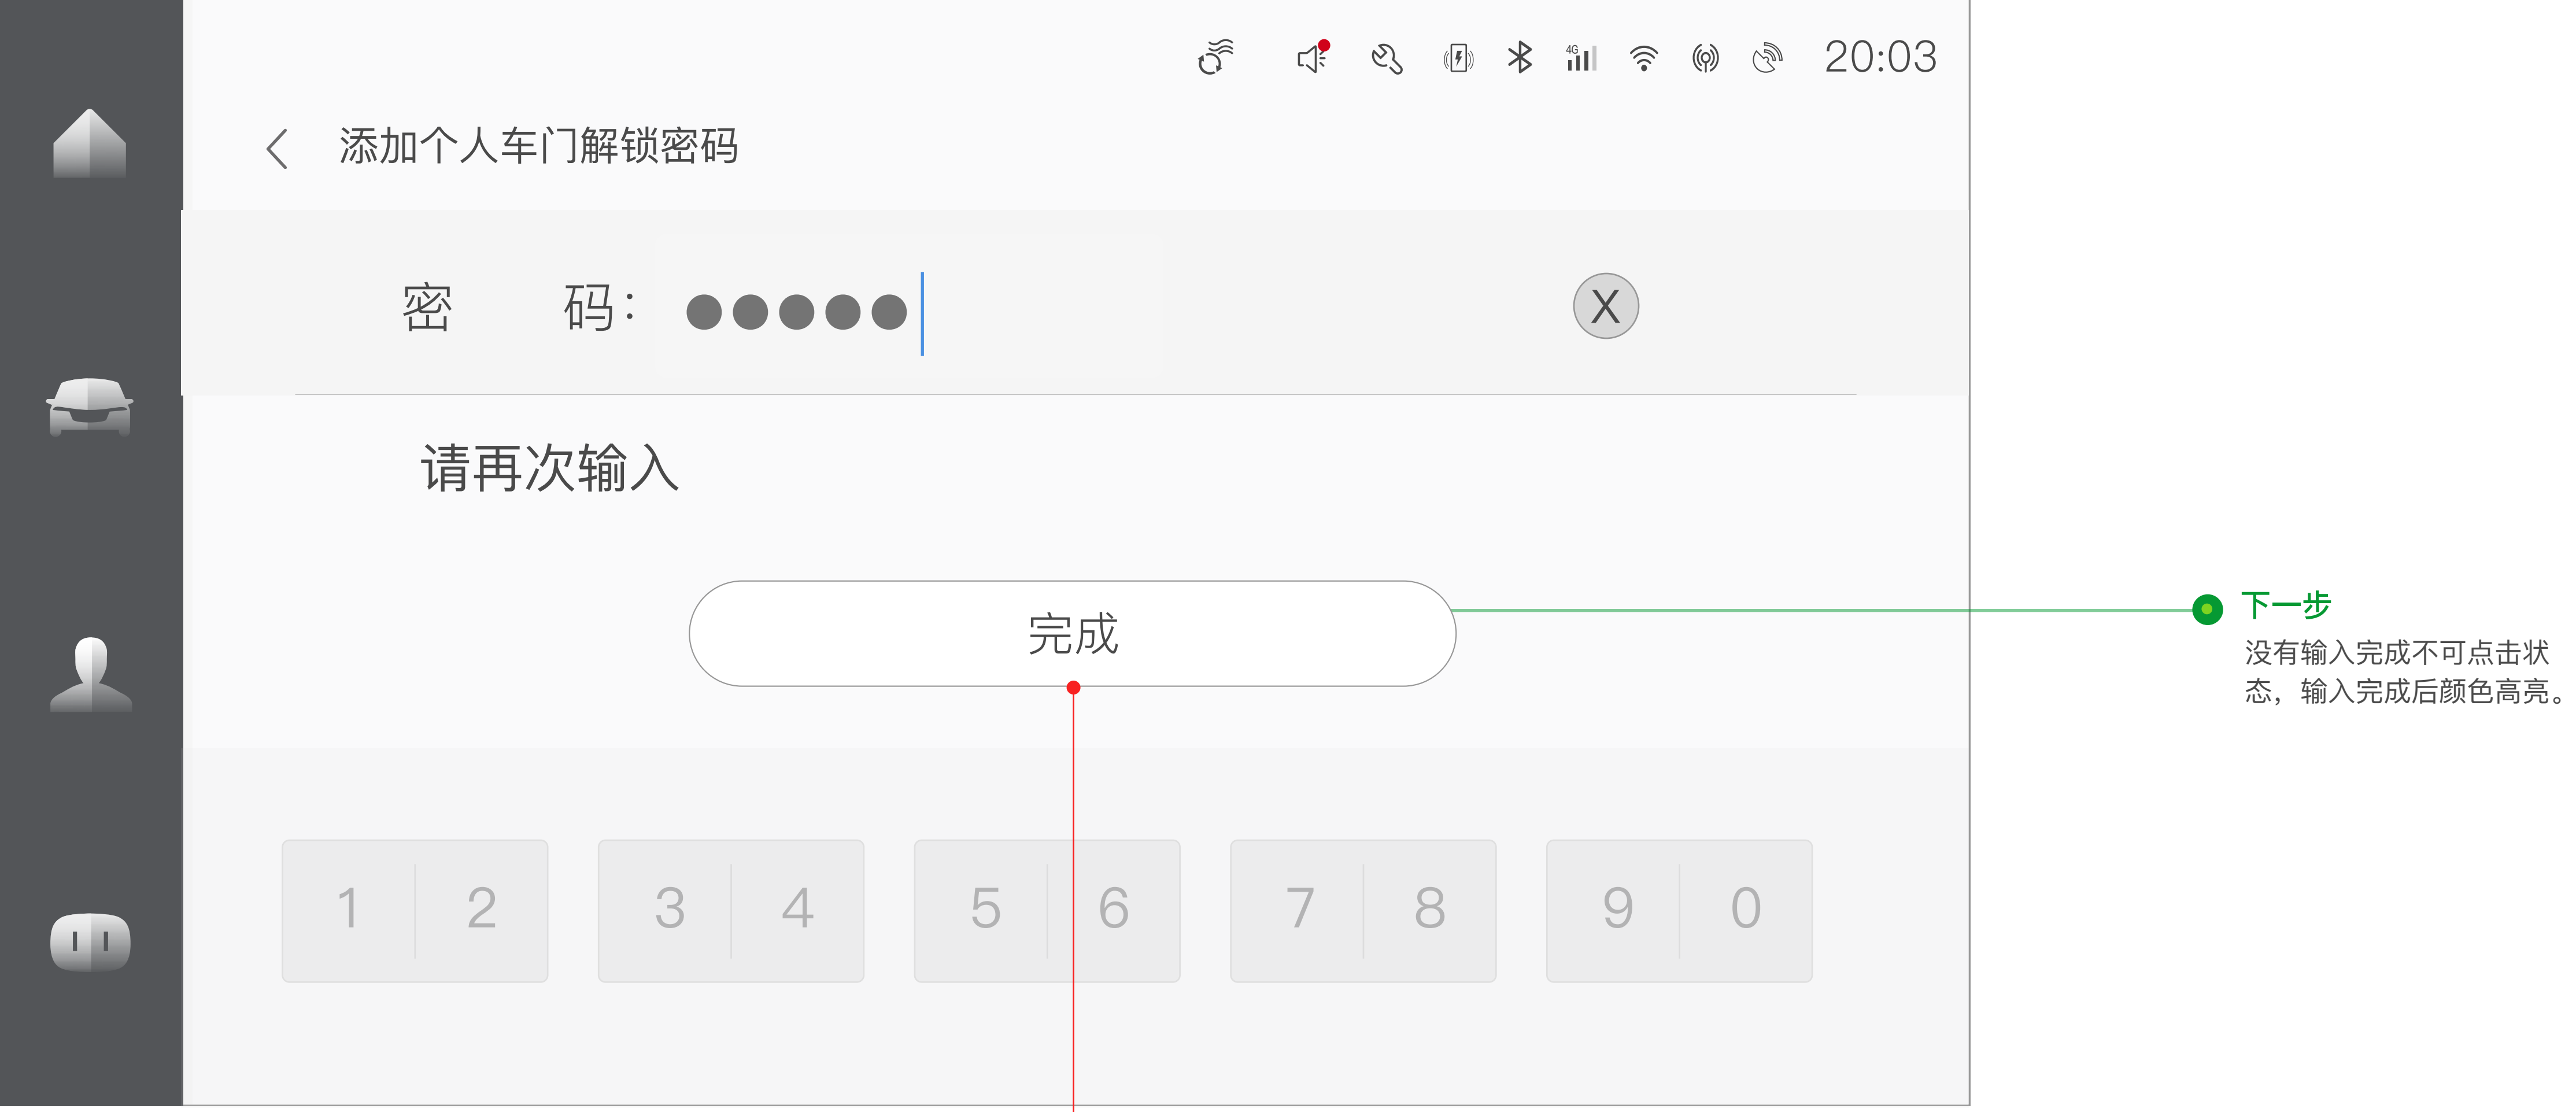 4G
20:03
添加个人车门解锁密码
密 码：
X
请再次输入
完成
下一步
没有输入完成不可点击状
态，输入完成后颜色高亮。
1 2 3 4 5 6 7 8 9 0